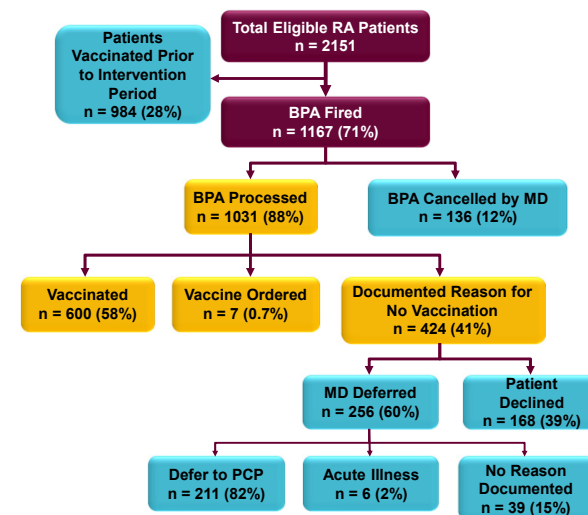 Total Eligible RA Patients
n = 2151
Patients
Vaccinated Prior
to Intervention
Period
n = 984 (28%)
BPA Fired
n = 1167 (71%)
BPA Processed
n = 1031 (88%)
BPA Cancelled by MD
n = 136 (12%)
Vaccinated
n = 600 (58%)
Vaccine Ordered
n = 7 (0.7%)
Documented Reason for
No Vaccination
n = 424 (41%)
MD Deferred
n = 256 (60%)
Patient
Declined
n = 168 (39%)
Defer to PCP
n = 211 (82%)
Acute Illness
n = 6 (2%)
No Reason
Documented
n = 39 (15%)